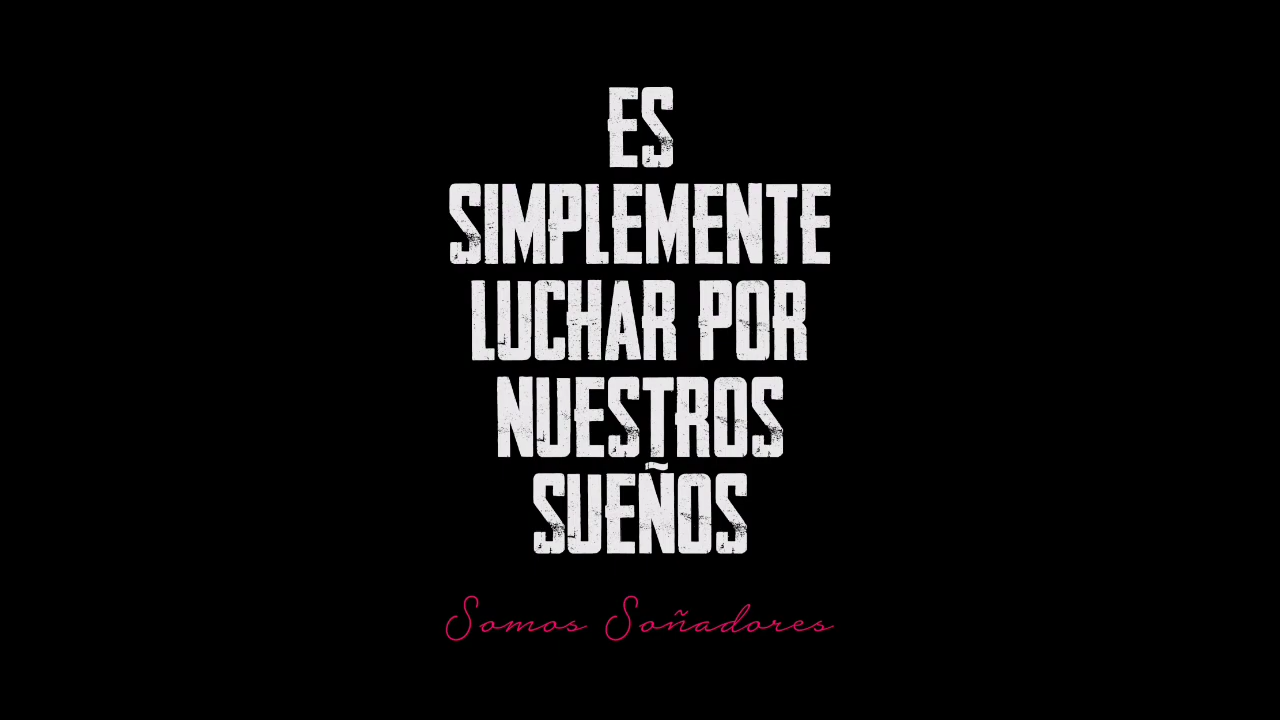 ES
SIMPLEMENTE
LUCHAR POR
NUESTROS
SUEÑOS
Somos Soñadores